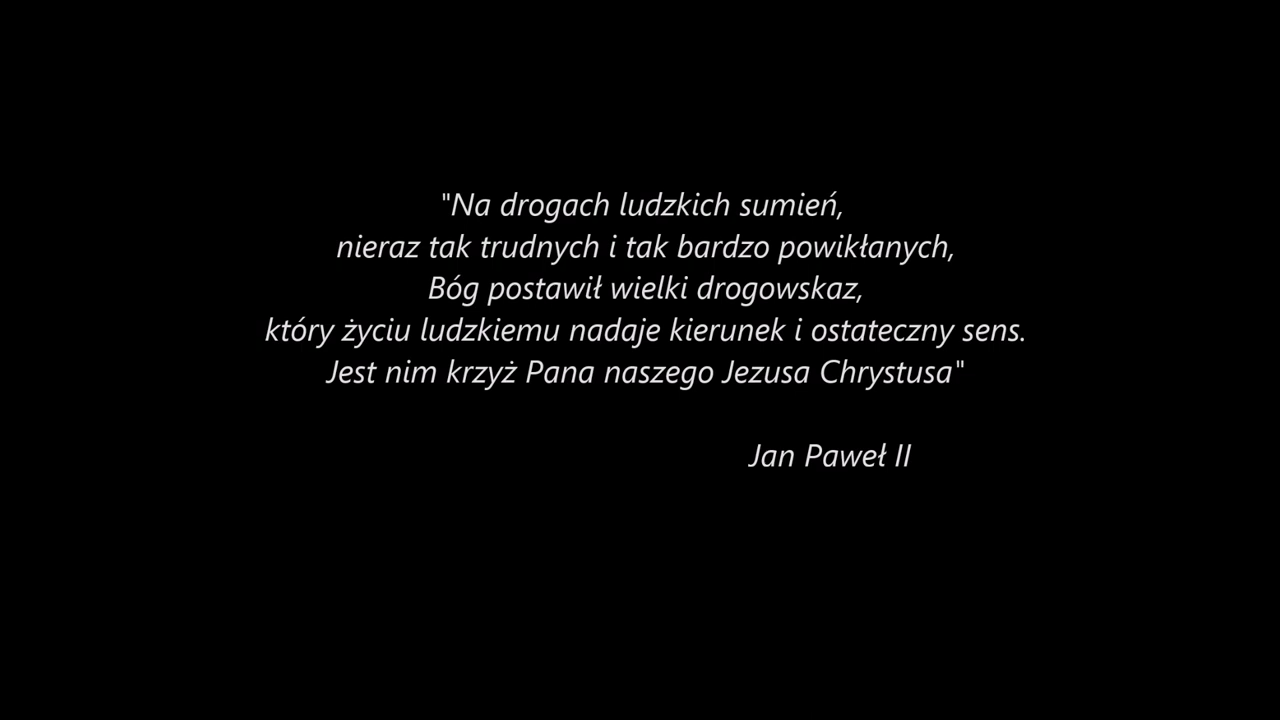 "Na drogach ludzkich sumień,
nieraz tak trudnych i tak bardzo powikłanych,
Bóg postawił wielki drogowskaz,
który życiu ludzkiemu nadaje kierunek i ostateczny sens.
Jest nim krzyż Pana naszego Jezusa Chrystusa"
Jan Paweł II